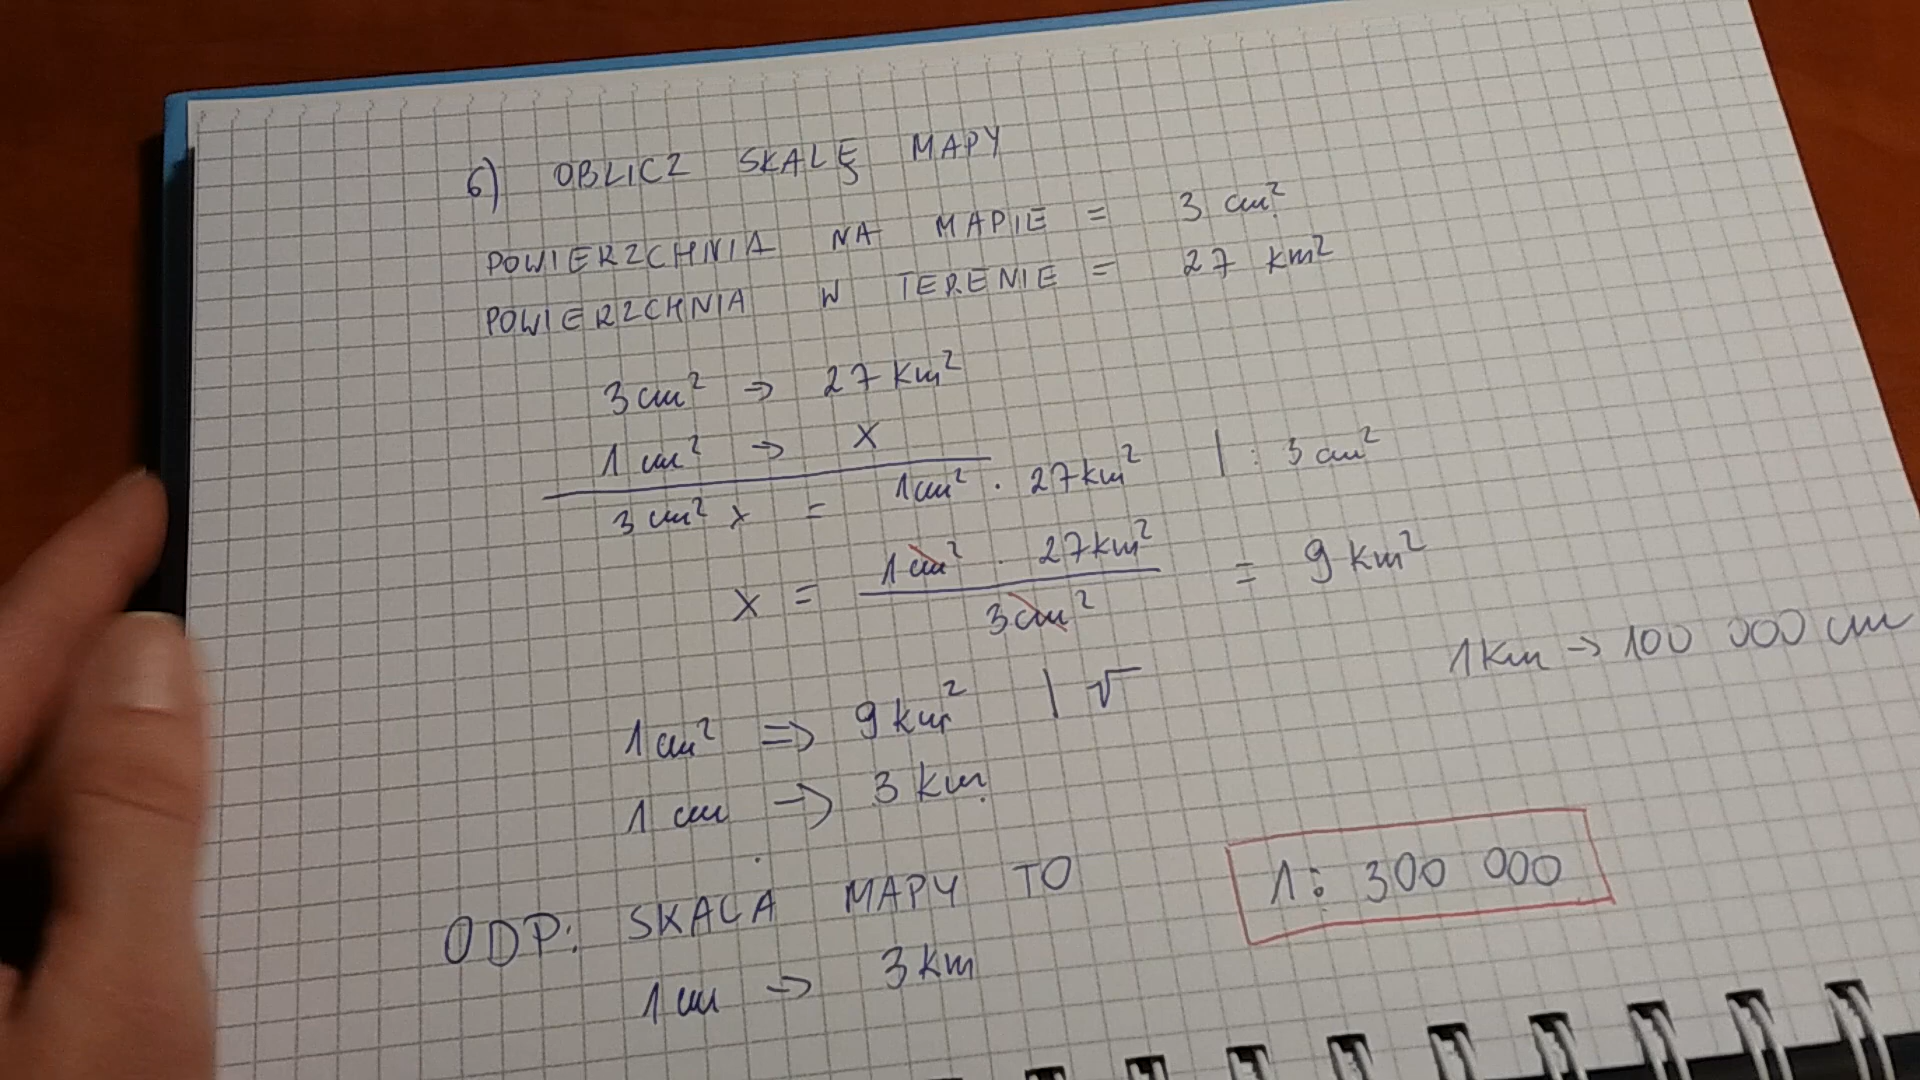 6) OBLICZ SKALĘ MAPY
POWIERZCHNIA NA MAPIE = 3 cm²
POWIERZCHNIA W TERENIE = 27 km²
3 cm² → 27 km²
1 cm² → x
3 cm² x = 1 cm² · 27 km² | : 3 cm²
x = 1 cm² · 27 km² / 3 cm² = 9 km²
1 km → 100 000 cm
1 cm² => 9 km² | √
1 cm → 3 km
ODP: SKALA MAPY TO 1: 300 000
1 cm → 3 km